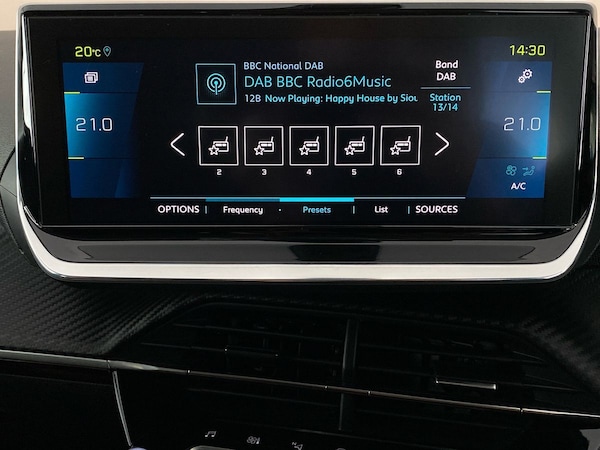 20°C
14:30
BBC National DAB
DAB BBC Radio6Music
12B Now Playing: Happy House by Siou
Band
DAB
Station
13/14
21.0
21.0
2 3 4 5 6
A/C
OPTIONS Frequency · Presets List SOURCES